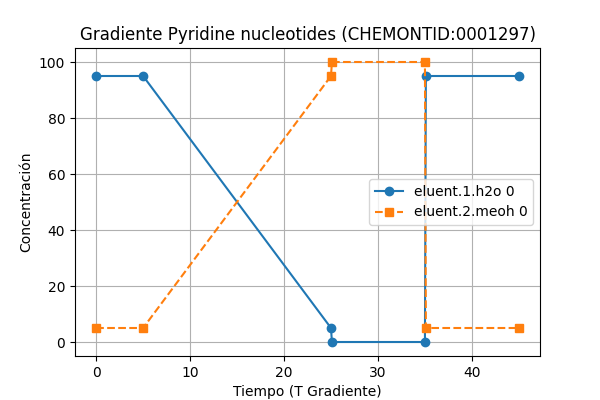 Gradiente Pyridine nucleotides (CHEMONTID:0001297)
100
80
60
40
20
0
Concentración
eluent.1.h2o 0
eluent.2.meoh 0
0 10 20 30 40
Tiempo (T Gradiente)